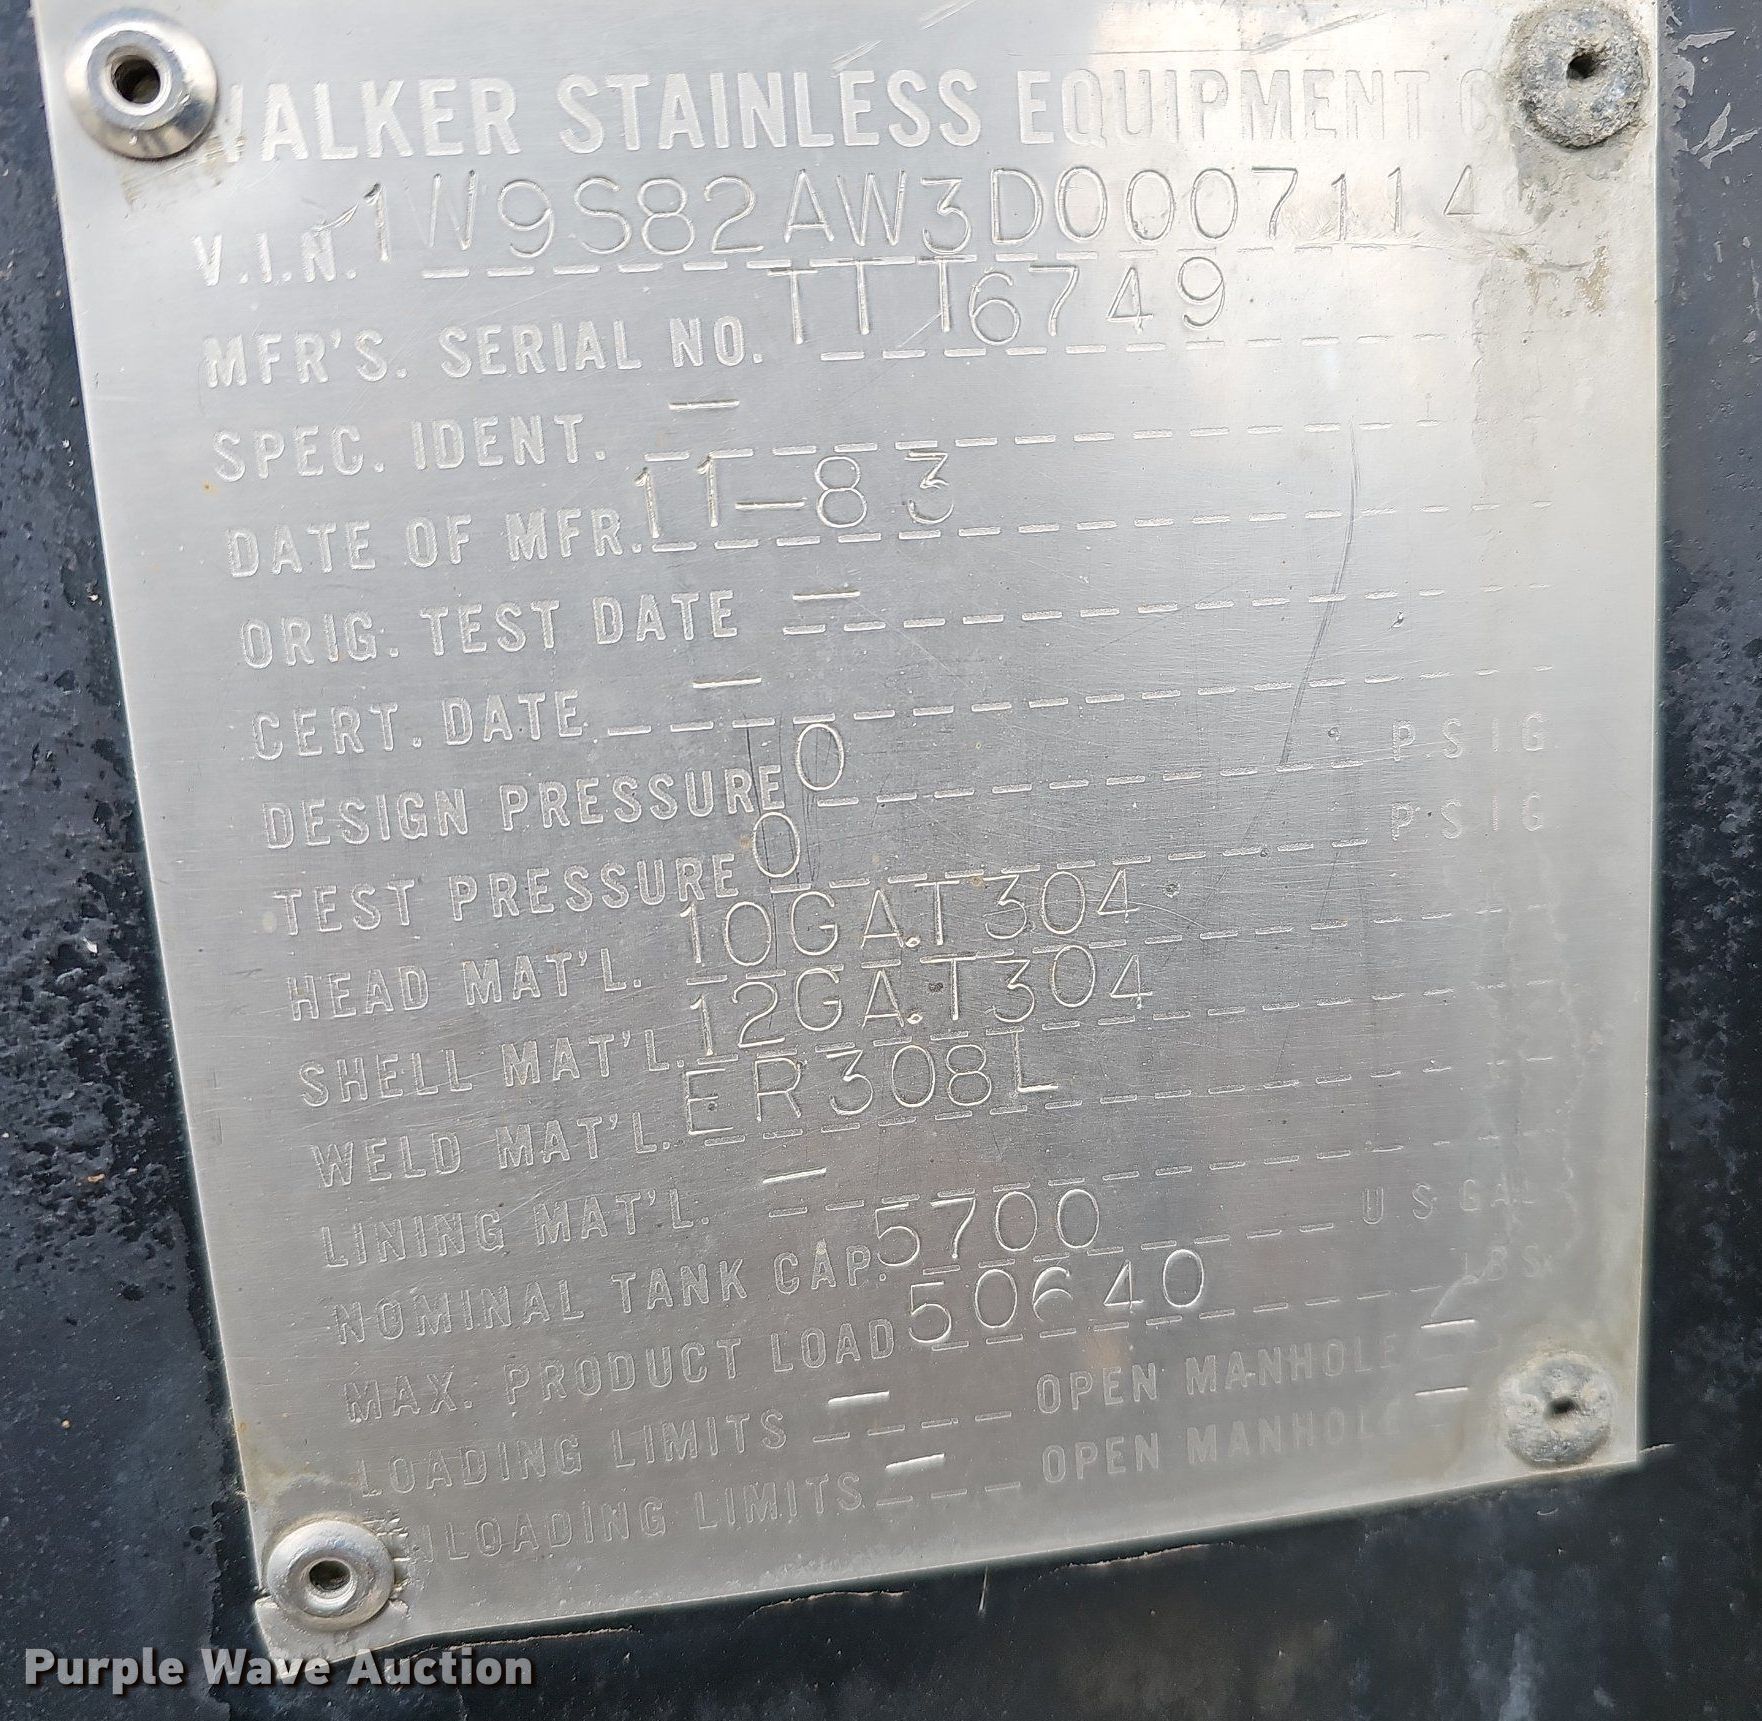 WALKER STAINLESS EQUIPMENT
V.I.N. 1W9S82AW3D0007114
MFR'S. SERIAL NO. TTT6749
SPEC. IDENT. —
DATE OF MFR. 11-83
ORIG. TEST DATE —
CERT. DATE —
DESIGN PRESSURE 0 PSIG
TEST PRESSURE 0 PSIG
HEAD MAT'L. 10GA.T304
SHELL MAT'L. 12GA.T304
WELD MAT'L. ER308L
LINING MAT'L. —
NOMINAL TANK CAP. 5700 US GAL
MAX. PRODUCT LOAD 50640 LBS.
LOADING LIMITS — OPEN MANHOLE —
UNLOADING LIMITS — OPEN MANHOLE —
Purple Wave Auction